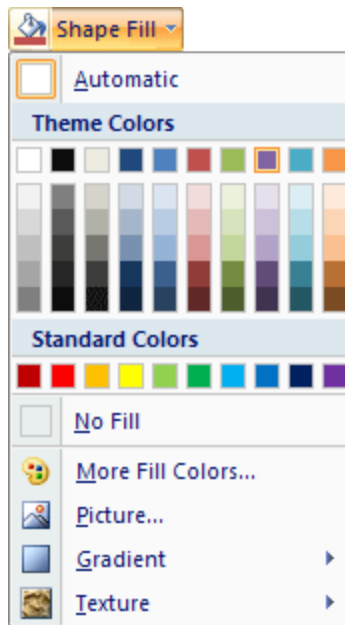 Shape Fill
Automatic
Theme Colors
Standard Colors
No Fill
More Fill Colors...
Picture...
Gradient
Texture